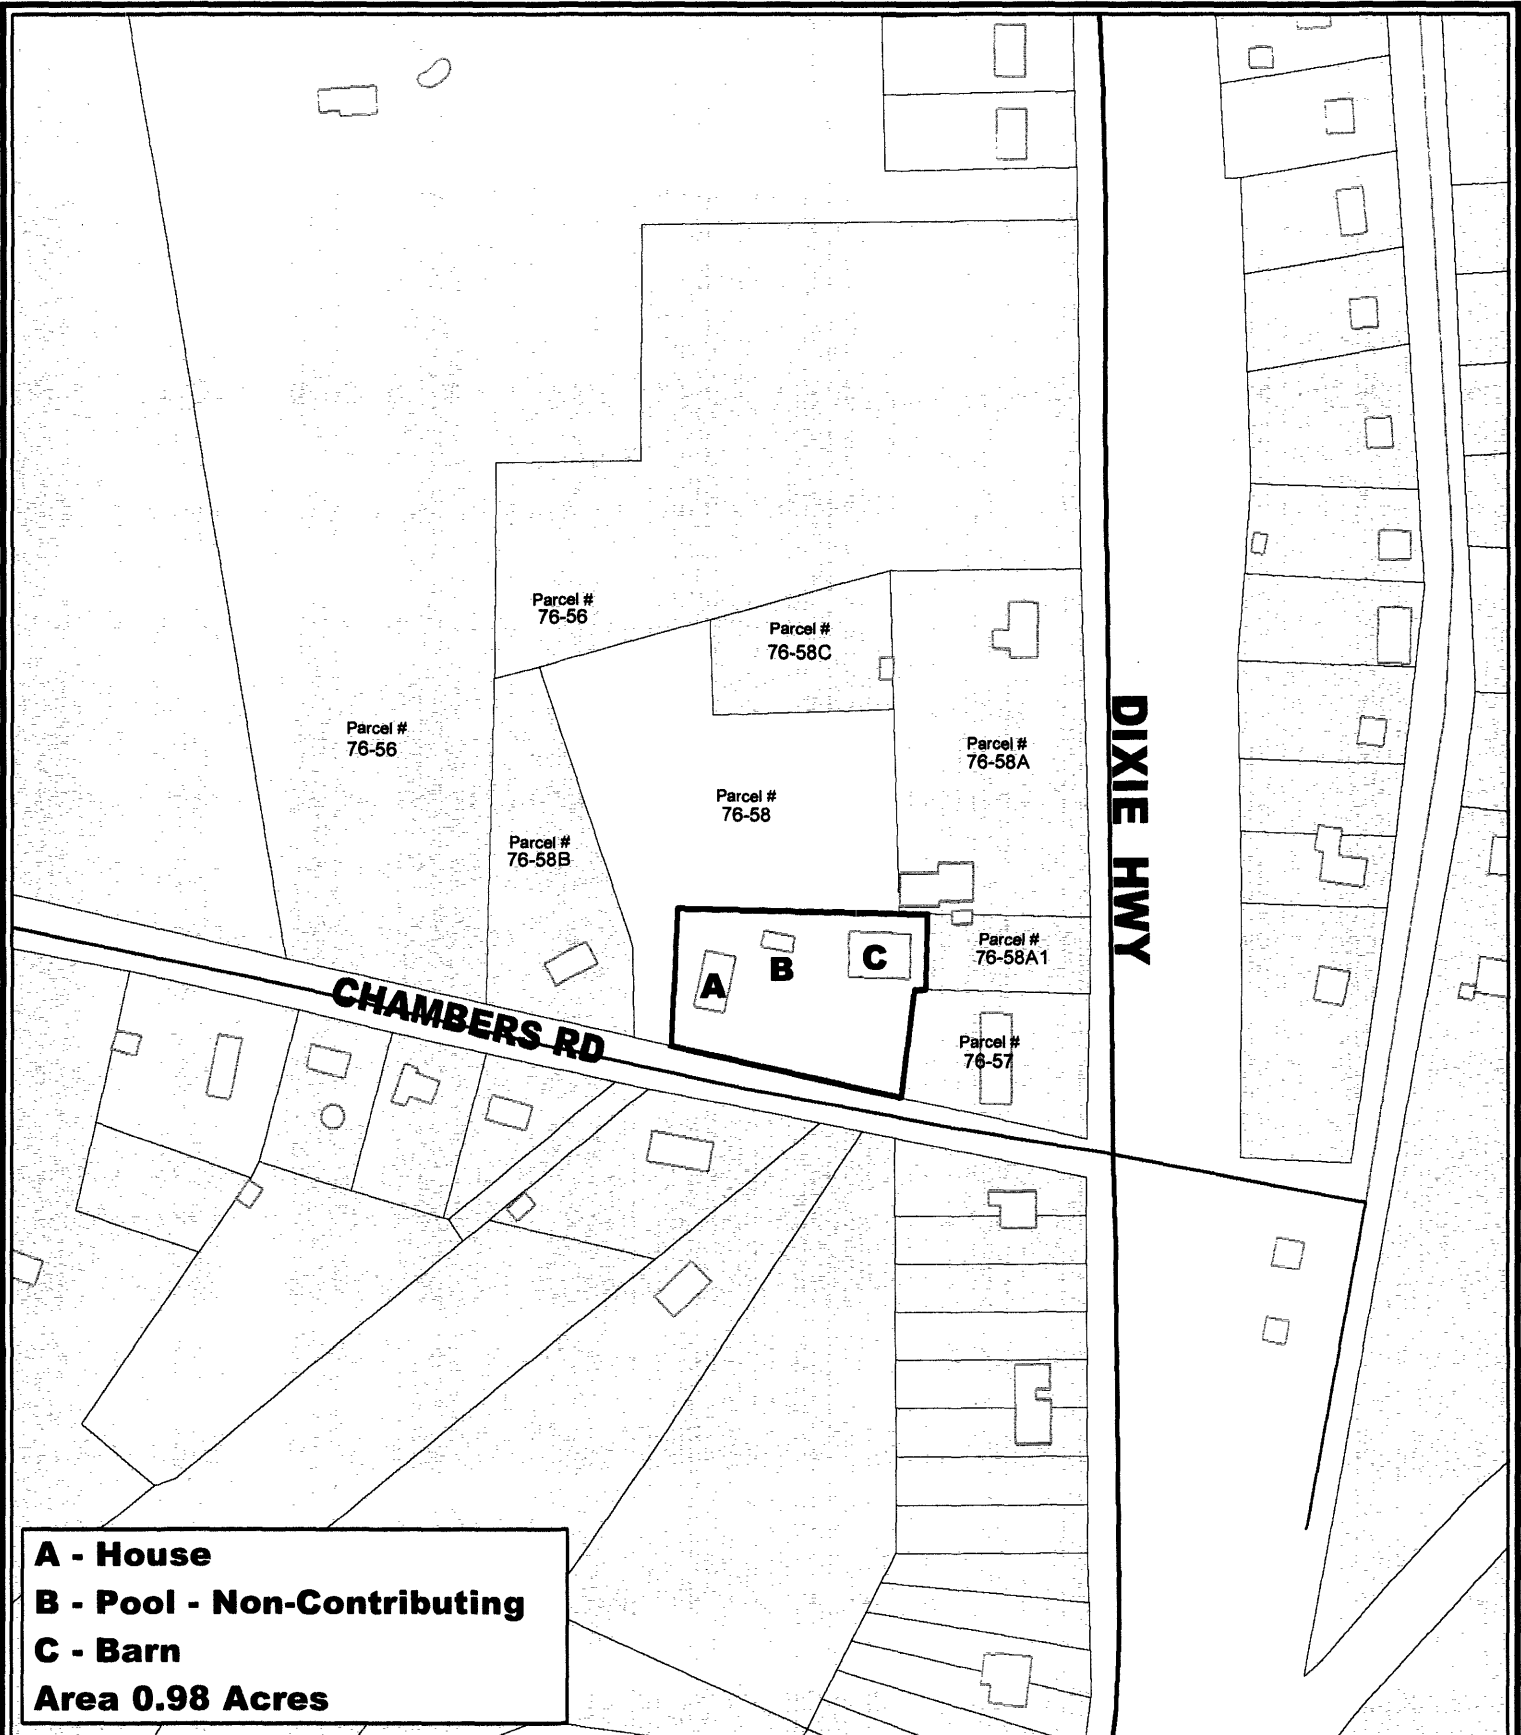 Parcel #
76-56
Parcel #
76-58C
Parcel #
76-56
Parcel #
76-58A
Parcel #
76-58
Parcel #
76-58B
DIXIE HWY
Parcel #
76-58A1
A
B
C
CHAMBERS RD
Parcel #
76-57
A - House
B - Pool - Non-Contributing
C - Barn
Area 0.98 Acres